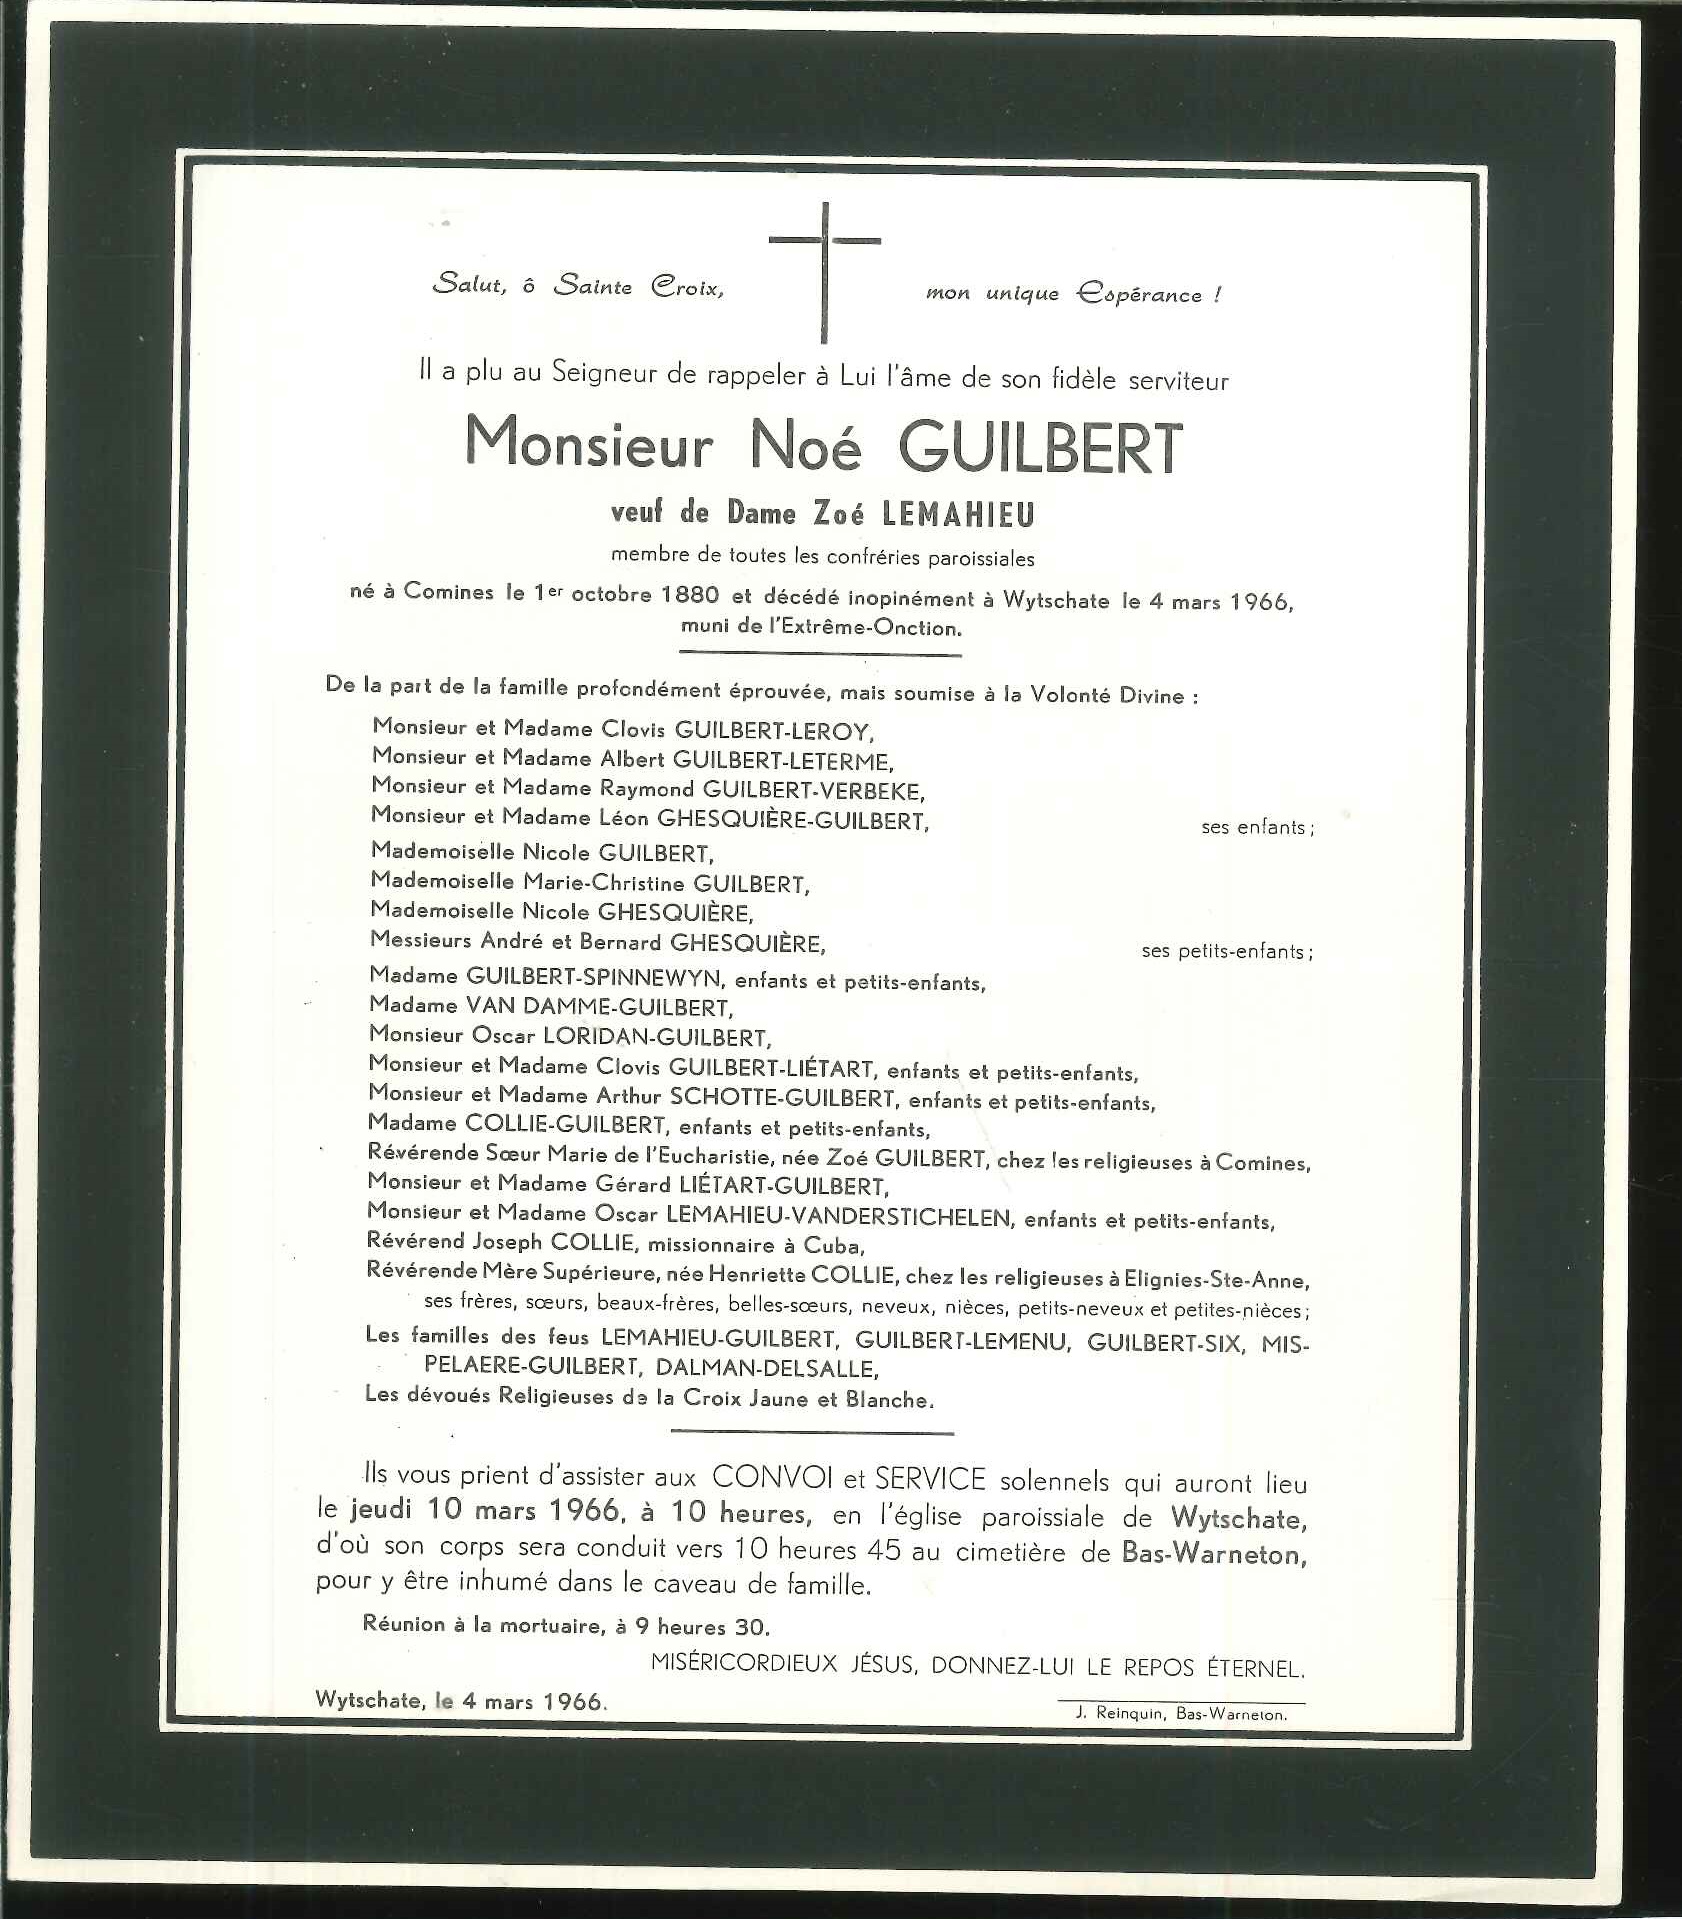 Salut, ô Sainte Croix, mon unique Espérance !
Il a plu au Seigneur de rappeler à Lui l'âme de son fidèle serviteur
Monsieur Noé GUILBERT
veuf de Dame Zoé LEMAHIEU
membre de toutes les confréries paroissiales
né à Comines le 1er octobre 1880 et décédé inopinément à Wytschate le 4 mars 1966,
muni de l'Extrême-Onction.
De la part de la famille profondément éprouvée, mais soumise à la Volonté Divine :
Monsieur et Madame Clovis GUILBERT-LEROY,
Monsieur et Madame Albert GUILBERT-LETERME,
Monsieur et Madame Raymond GUILBERT-VERBEKE,
Monsieur et Madame Léon GHESQUIÈRE-GUILBERT, ses enfants ;
Mademoiselle Nicole GUILBERT,
Mademoiselle Marie-Christine GUILBERT,
Mademoiselle Nicole GHESQUIÈRE,
Messieurs André et Bernard GHESQUIÈRE, ses petits-enfants ;
Madame GUILBERT-SPINNEWYN, enfants et petits-enfants,
Madame VAN DAMME-GUILBERT,
Monsieur Oscar LORIDAN-GUILBERT,
Monsieur et Madame Clovis GUILBERT-LIÉTART, enfants et petits-enfants,
Monsieur et Madame Arthur SCHOTTE-GUILBERT, enfants et petits-enfants,
Madame COLLIE-GUILBERT, enfants et petits-enfants,
Révérende Sœur Marie de l'Eucharistie, née Zoé GUILBERT, chez les religieuses à Comines,
Monsieur et Madame Gérard LIÉTART-GUILBERT,
Monsieur et Madame Oscar LEMAHIEU-VANDERSTICHELEN, enfants et petits-enfants,
Révérend Joseph COLLIE, missionnaire à Cuba,
Révérende Mère Supérieure, née Henriette COLLIE, chez les religieuses à Elignies-Ste-Anne,
ses frères, sœurs, beaux-frères, belles-sœurs, neveux, nièces, petits-neveux et petites-nièces ;
Les familles des feus LEMAHIEU-GUILBERT, GUILBERT-LEMENU, GUILBERT-SIX, MIS-
PELAERE-GUILBERT, DALMAN-DELSALLE,
Les dévoués Religieuses de la Croix Jaune et Blanche.
Ils vous prient d'assister aux CONVOI et SERVICE solennels qui auront lieu
le jeudi 10 mars 1966, à 10 heures, en l'église paroissiale de Wytschate,
d'où son corps sera conduit vers 10 heures 45 au cimetière de Bas-Warneton,
pour y être inhumé dans le caveau de famille.
Réunion à la mortuaire, à 9 heures 30.
MISÉRICORDIEUX JÉSUS, DONNEZ-LUI LE REPOS ÉTERNEL.
Wytschate, le 4 mars 1966.
J. Reinquin, Bas-Warneton.